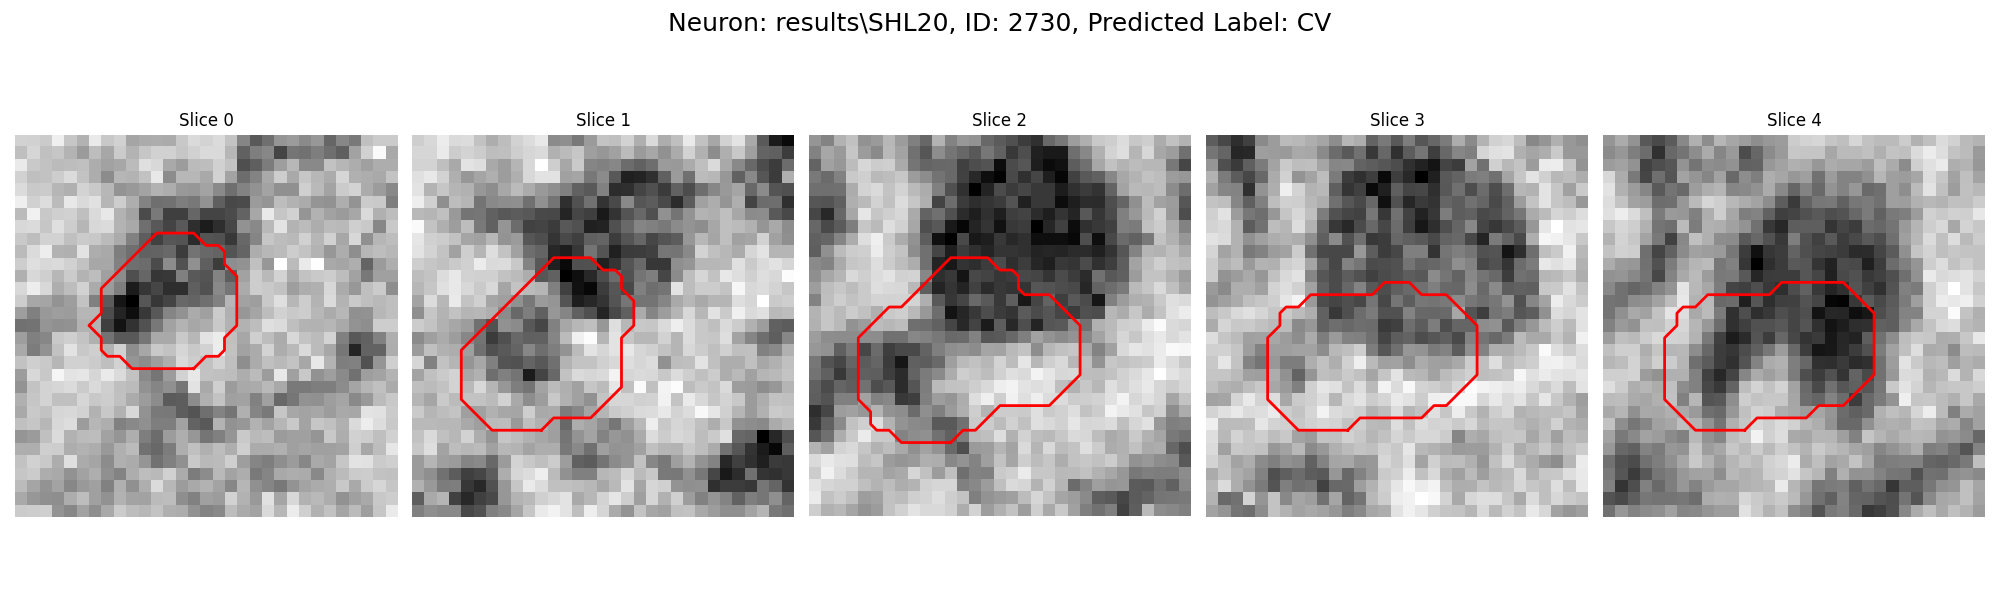 Neuron: results\SHL20, ID: 2730, Predicted Label: CV
Slice 0
Slice 1
Slice 2
Slice 3
Slice 4